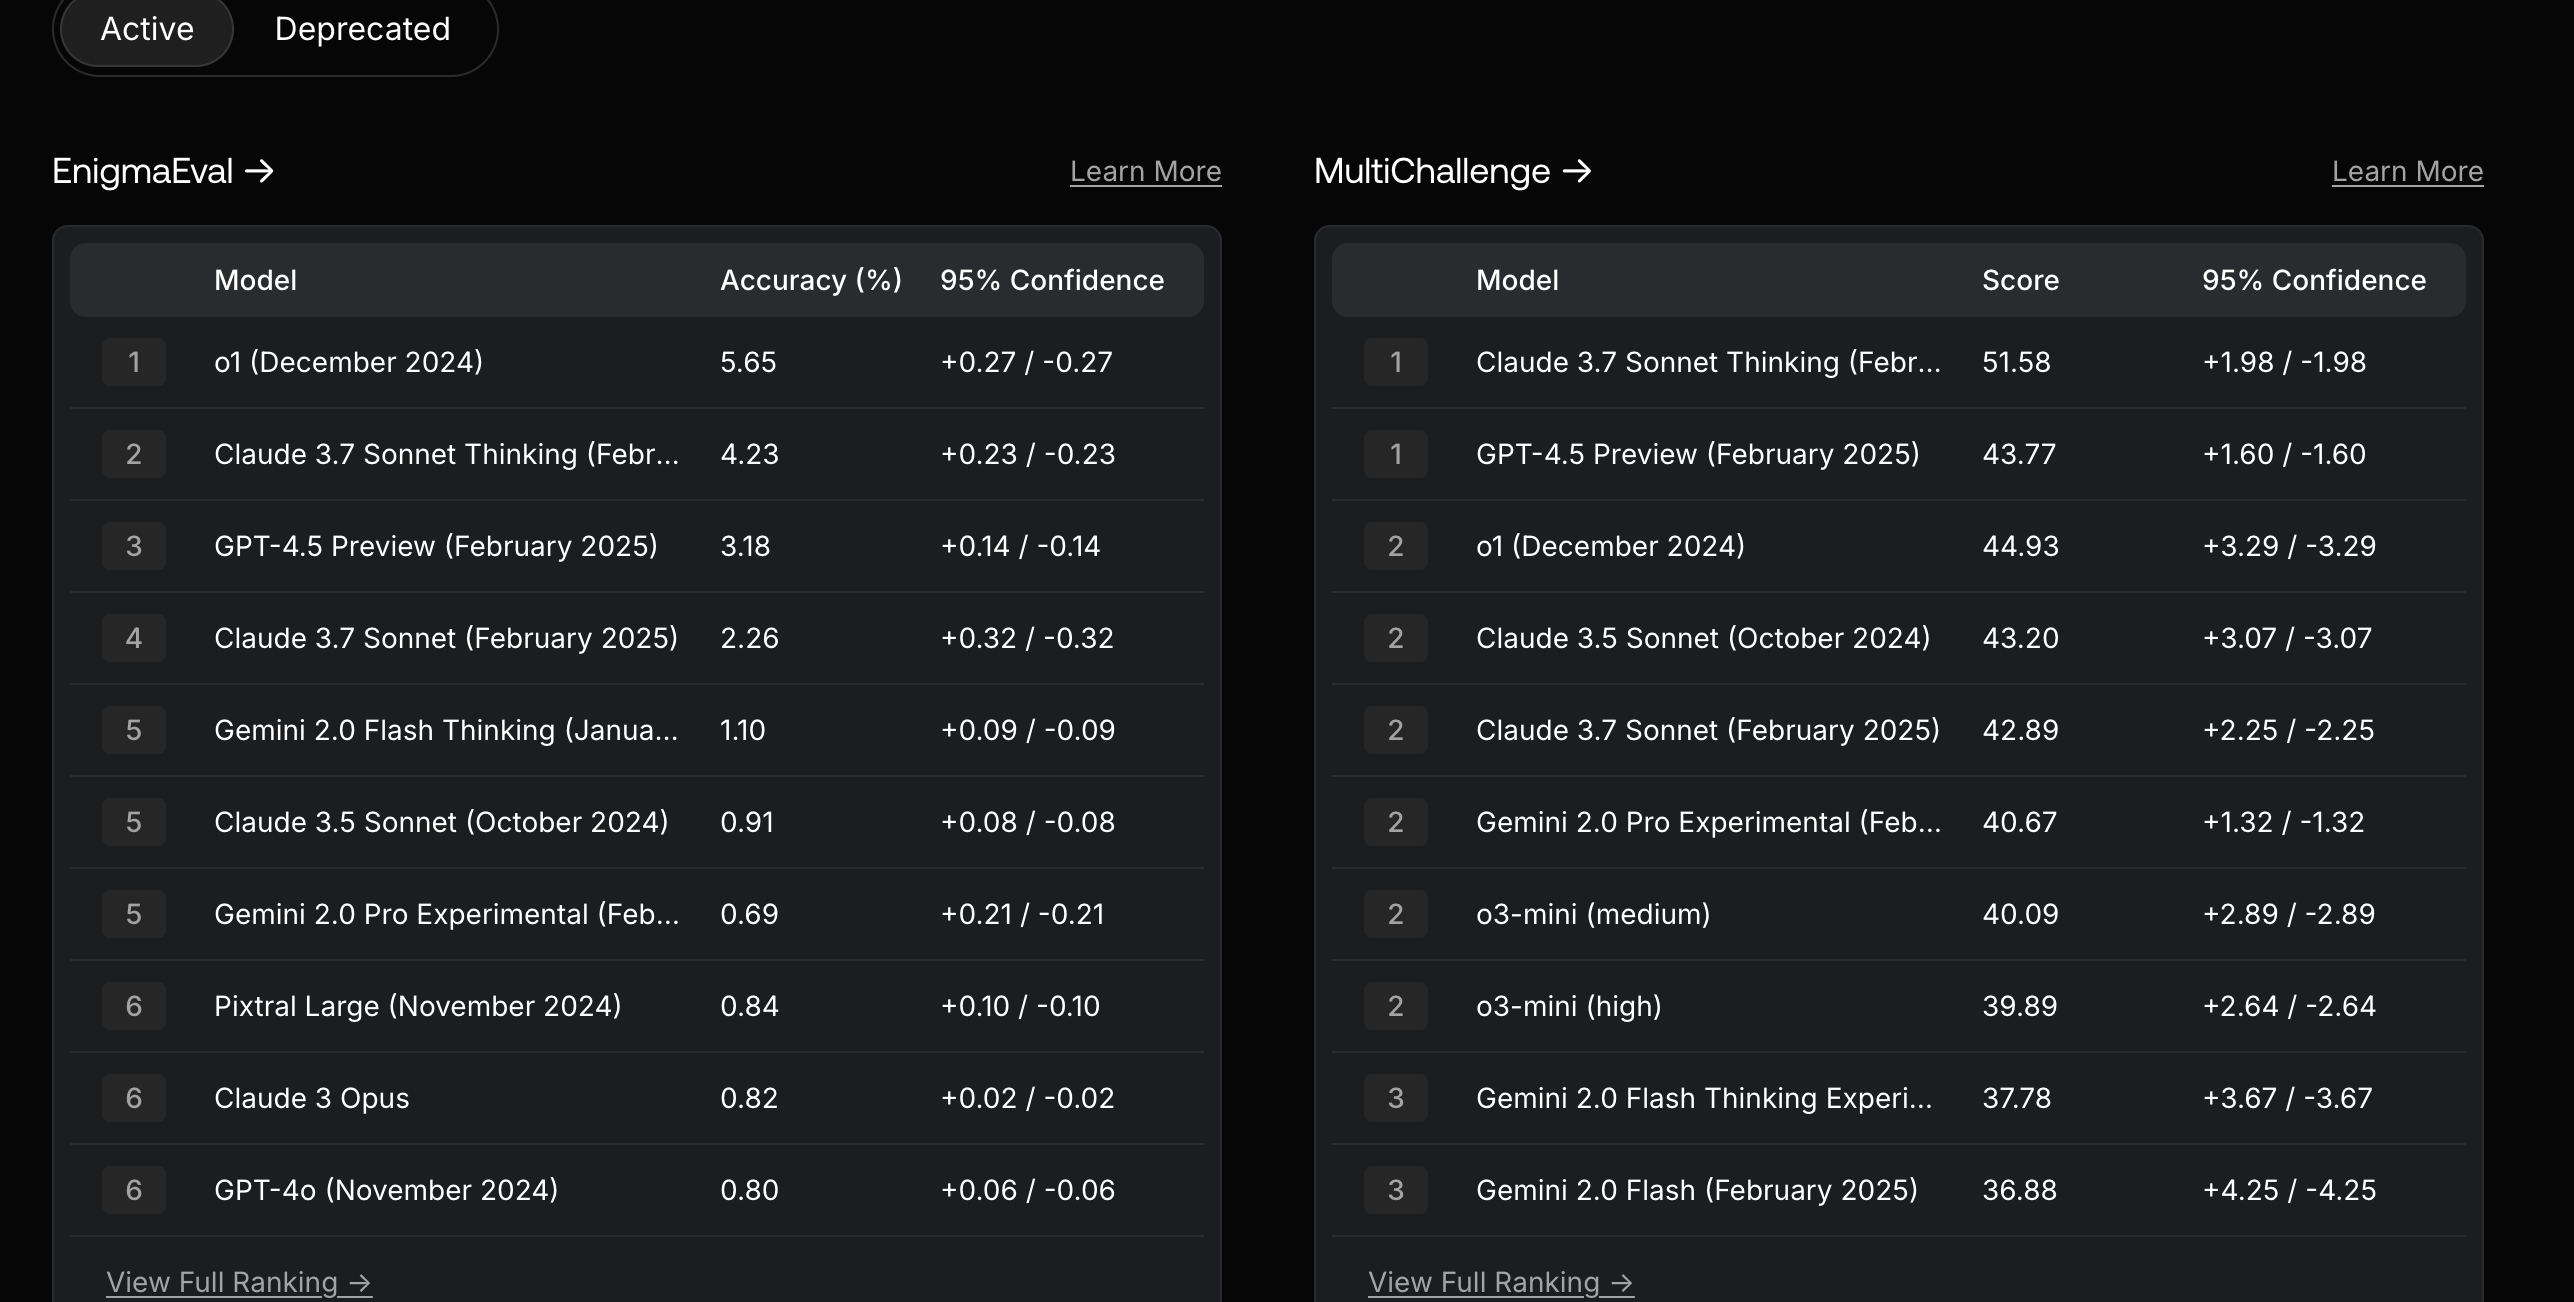 Active Deprecated
EnigmaEval → Learn More
Model Accuracy (%) 95% Confidence
1 o1 (December 2024) 5.65 +0.27 / -0.27
2 Claude 3.7 Sonnet Thinking (Febr... 4.23 +0.23 / -0.23
3 GPT-4.5 Preview (February 2025) 3.18 +0.14 / -0.14
4 Claude 3.7 Sonnet (February 2025) 2.26 +0.32 / -0.32
5 Gemini 2.0 Flash Thinking (Janua... 1.10 +0.09 / -0.09
5 Claude 3.5 Sonnet (October 2024) 0.91 +0.08 / -0.08
5 Gemini 2.0 Pro Experimental (Feb... 0.69 +0.21 / -0.21
6 Pixtral Large (November 2024) 0.84 +0.10 / -0.10
6 Claude 3 Opus 0.82 +0.02 / -0.02
6 GPT-4o (November 2024) 0.80 +0.06 / -0.06
View Full Ranking →
MultiChallenge → Learn More
Model Score 95% Confidence
1 Claude 3.7 Sonnet Thinking (Febr... 51.58 +1.98 / -1.98
1 GPT-4.5 Preview (February 2025) 43.77 +1.60 / -1.60
2 o1 (December 2024) 44.93 +3.29 / -3.29
2 Claude 3.5 Sonnet (October 2024) 43.20 +3.07 / -3.07
2 Claude 3.7 Sonnet (February 2025) 42.89 +2.25 / -2.25
2 Gemini 2.0 Pro Experimental (Feb... 40.67 +1.32 / -1.32
2 o3-mini (medium) 40.09 +2.89 / -2.89
2 o3-mini (high) 39.89 +2.64 / -2.64
3 Gemini 2.0 Flash Thinking Experi... 37.78 +3.67 / -3.67
3 Gemini 2.0 Flash (February 2025) 36.88 +4.25 / -4.25
View Full Ranking →